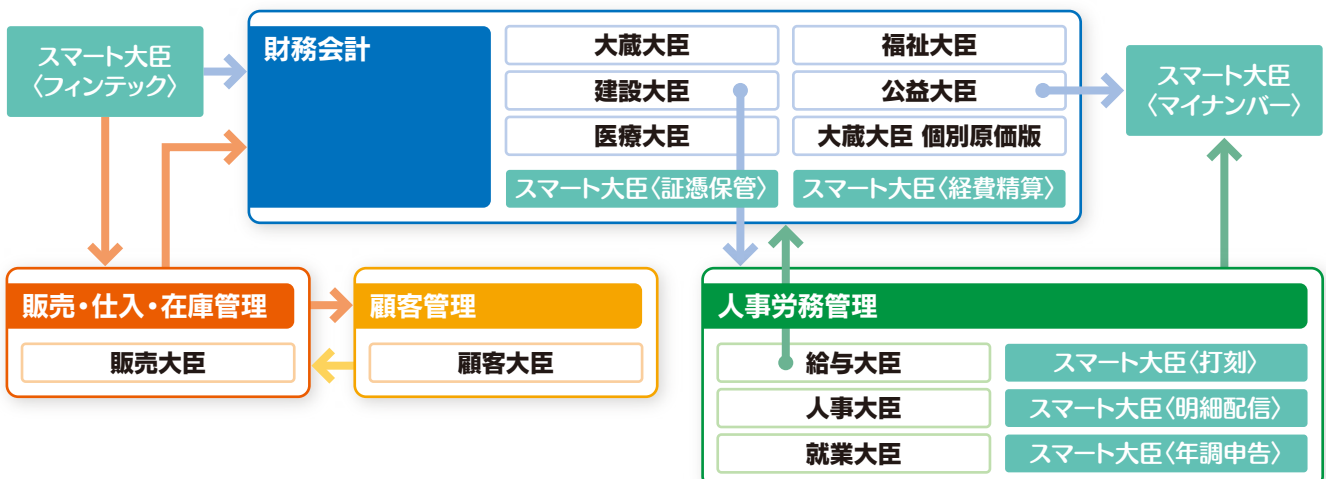 スマート大臣
〈フィンテック〉
財務会計
大蔵大臣
福祉大臣
建設大臣
公益大臣
医療大臣
大蔵大臣 個別原価版
スマート大臣〈証憑保管〉
スマート大臣〈経費精算〉
スマート大臣
〈マイナンバー〉
販売・仕入・在庫管理
販売大臣
顧客管理
顧客大臣
人事労務管理
給与大臣
スマート大臣〈打刻〉
人事大臣
スマート大臣〈明細配信〉
就業大臣
スマート大臣〈年調申告〉